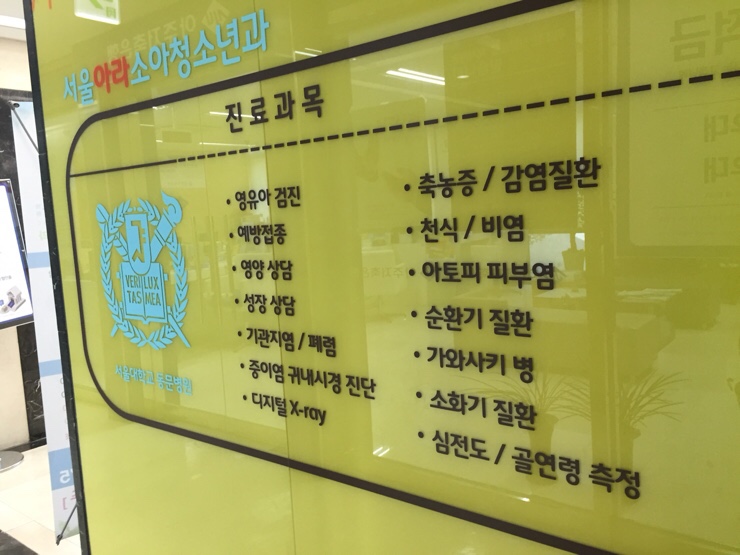 서울아라소아청소년과
진료과목
• 영유아 검진
• 예방접종
• 영양 상담
• 성장 상담
• 기관지염 / 폐렴
• 중이염 귀내시경 진단
• 디지털 X-ray
• 축농증 / 감염질환
• 천식 / 비염
• 아토피 피부염
• 순환기 질환
• 가와사키 병
• 소화기 질환
• 심전도 / 골연령 측정
VERI LUX
TAS MEA
서울대학교 동문병원